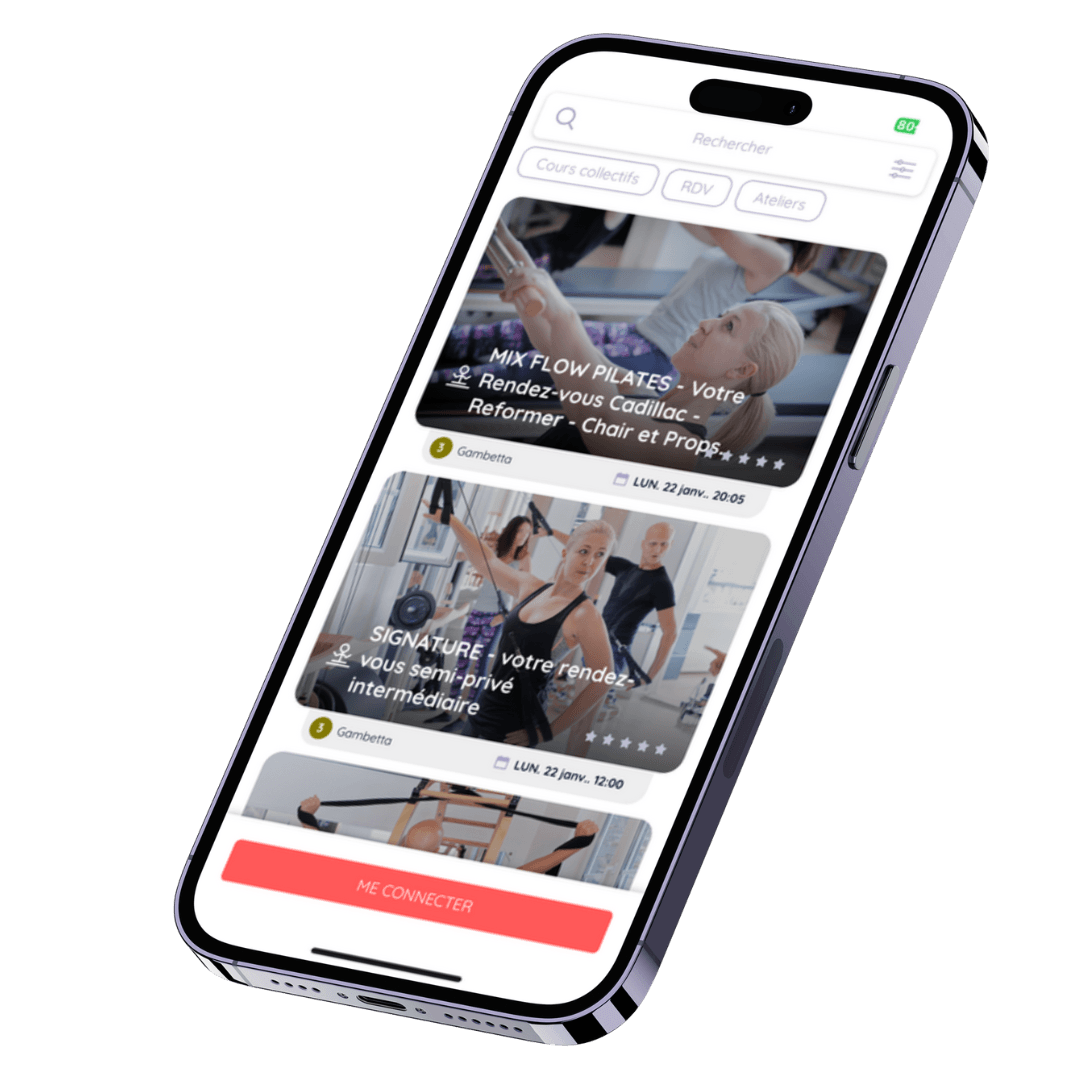 80
Rechercher
Cours collectifs
RDV
Ateliers
MIX FLOW PILATES - Votre
Rendez-vous Cadillac -
Reformer - Chair et Props
3 Gambetta
LUN. 22 janv.. 20:05
SIGNATURE - votre rendez-
vous semi-privé
intermédiaire
3 Gambetta
LUN. 22 janv.. 12:00
ME CONNECTER